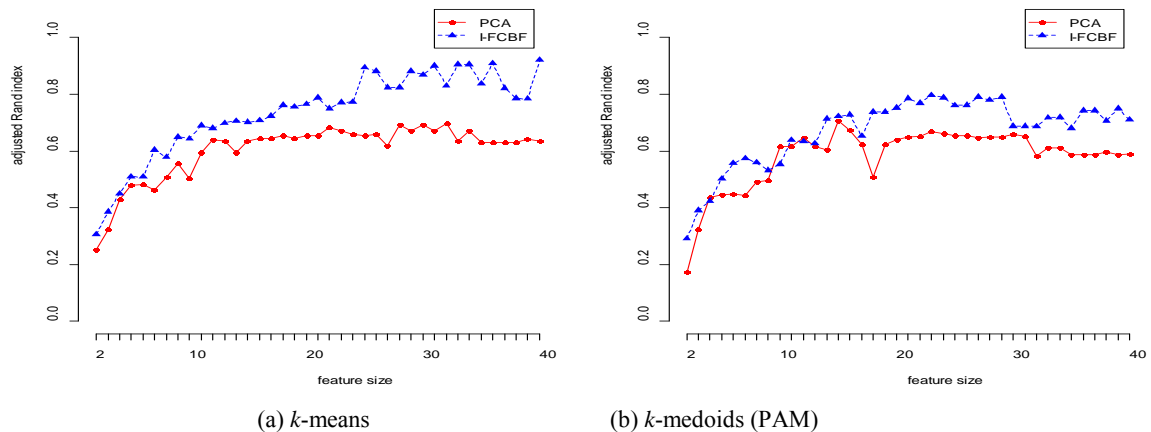 PCA
I-FCBF
adjusted Rand index
1.0
0.8
0.6
0.4
0.2
0.0
2 10 20 30 40
feature size
(a) k-means
PCA
I-FCBF
adjusted Rand index
1.0
0.8
0.6
0.4
0.2
0.0
2 10 20 30 40
feature size
(b) k-medoids (PAM)